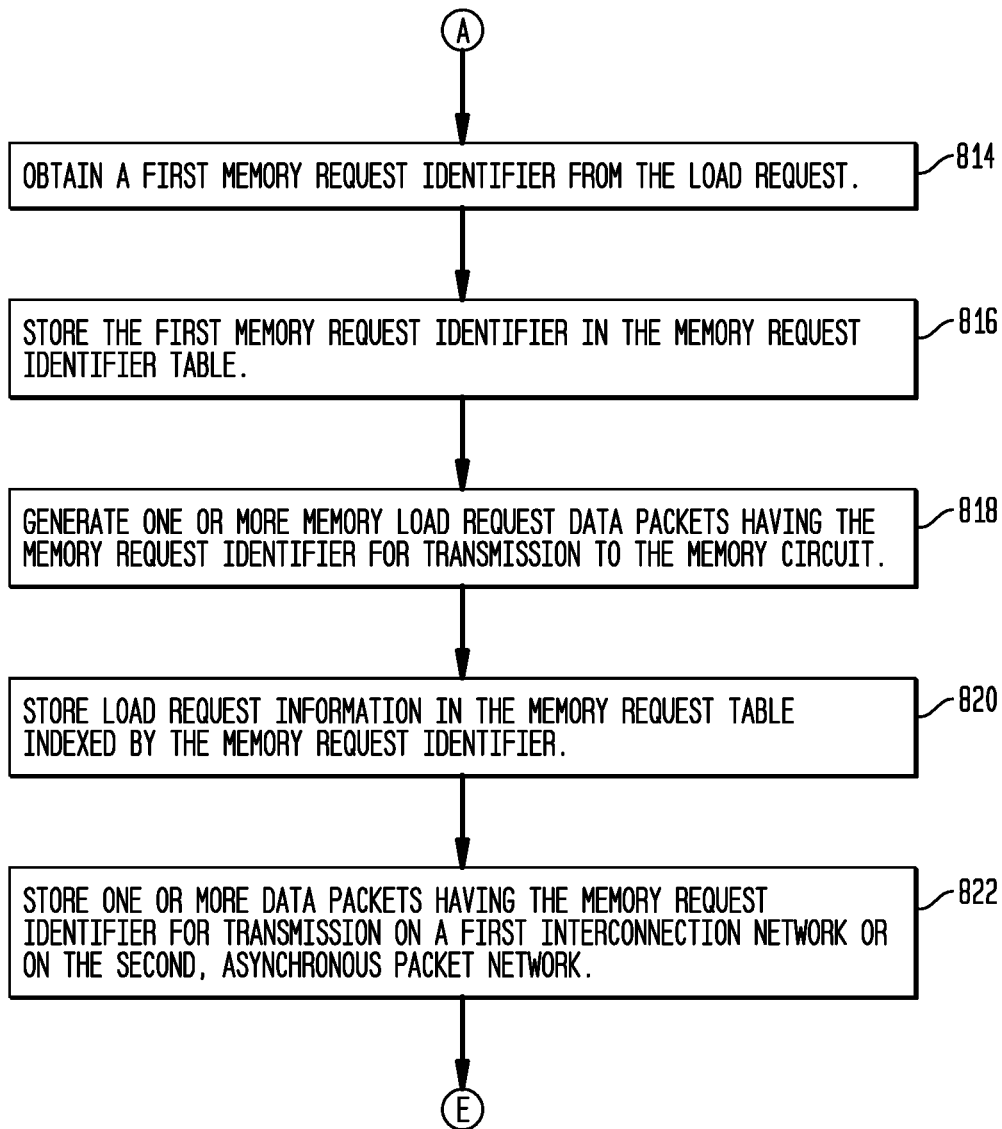 A
OBTAIN A FIRST MEMORY REQUEST IDENTIFIER FROM THE LOAD REQUEST.
814
STORE THE FIRST MEMORY REQUEST IDENTIFIER IN THE MEMORY REQUEST
IDENTIFIER TABLE.
816
GENERATE ONE OR MORE MEMORY LOAD REQUEST DATA PACKETS HAVING THE
MEMORY REQUEST IDENTIFIER FOR TRANSMISSION TO THE MEMORY CIRCUIT.
818
STORE LOAD REQUEST INFORMATION IN THE MEMORY REQUEST TABLE
INDEXED BY THE MEMORY REQUEST IDENTIFIER.
820
STORE ONE OR MORE DATA PACKETS HAVING THE MEMORY REQUEST
IDENTIFIER FOR TRANSMISSION ON A FIRST INTERCONNECTION NETWORK OR
ON THE SECOND, ASYNCHRONOUS PACKET NETWORK.
822
E